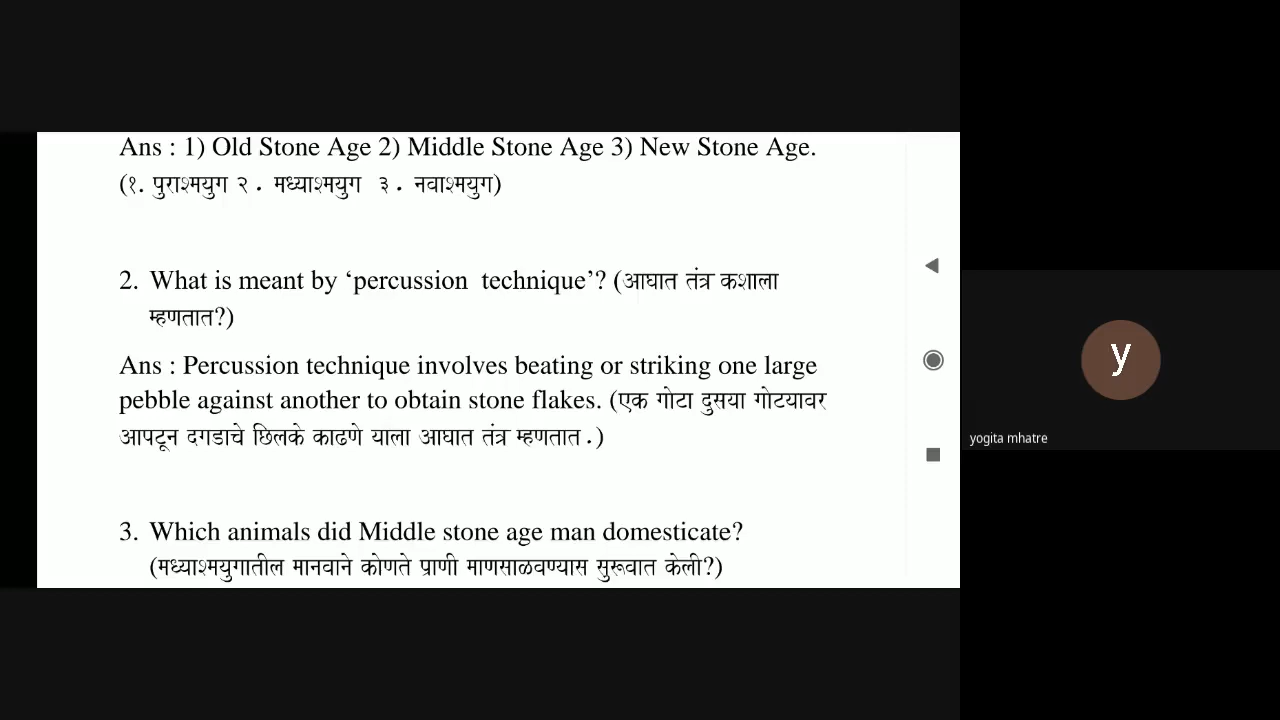 Ans : 1) Old Stone Age 2) Middle Stone Age 3) New Stone Age.
(१. पुराश्मयुग २ . मध्याश्मयुग ३ . नवाश्मयुग)
2. What is meant by ‘percussion technique’? (आघात तंत्र कशाला
म्हणतात?)
Ans : Percussion technique involves beating or striking one large
pebble against another to obtain stone flakes. (एक गोटा दुसया गोटयावर
आपटून दगडाचे छिलके काढणे याला आघात तंत्र म्हणतात .)
3. Which animals did Middle stone age man domesticate?
(मध्याश्मयुगातील मानवाने कोणते प्राणी माणसाळवण्यास सुरूवात केली?)
y
yogita mhatre